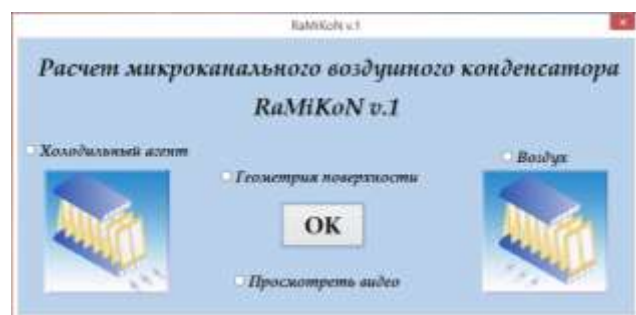 RaMiKoN v.1
Расчет микроканального воздушного конденсатора
RaMiKoN v.1
Холодильный агент
Воздух
Геометрия поверхности
OK
Просмотреть видео